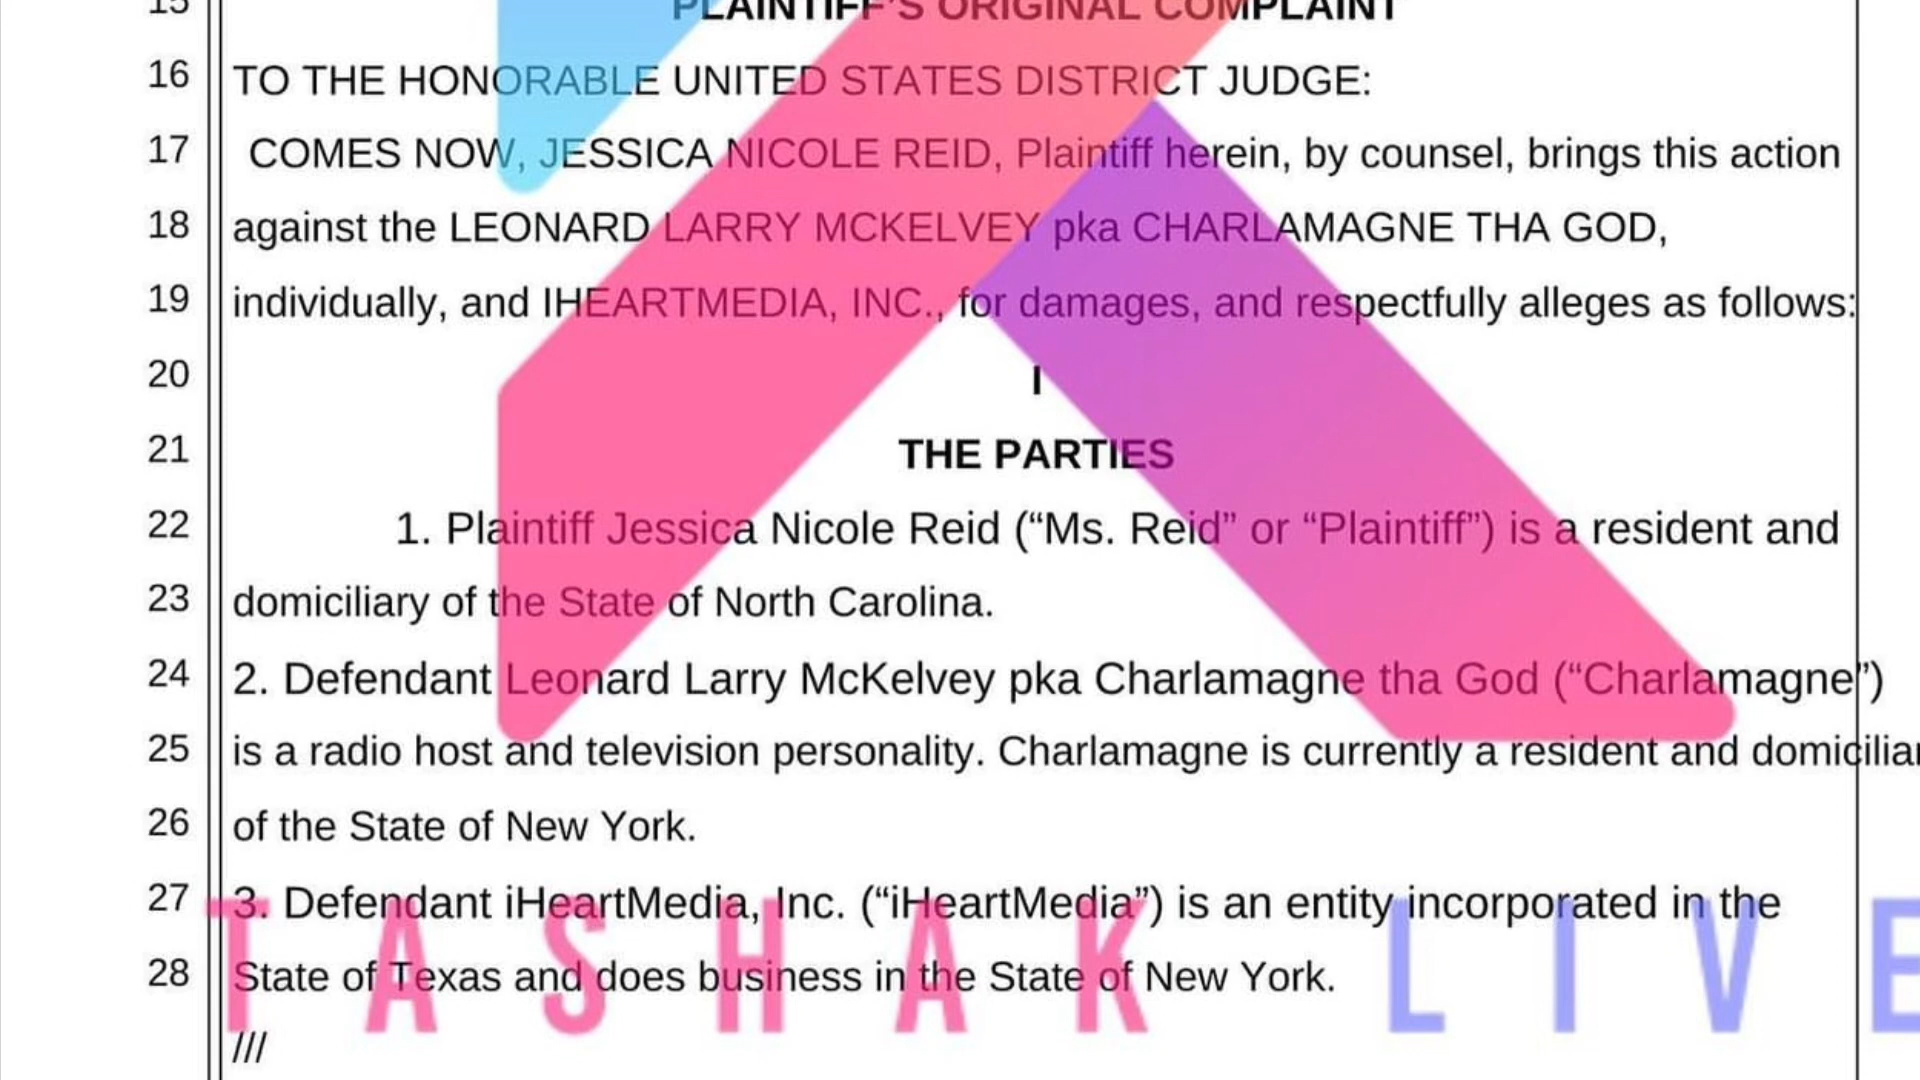 15 PLAINTIFF'S ORIGINAL COMPLAINT
16 TO THE HONORABLE UNITED STATES DISTRICT JUDGE:
17 COMES NOW, JESSICA NICOLE REID, Plaintiff herein, by counsel, brings this action
18 against the LEONARD LARRY MCKELVEY pka CHARLAMAGNE THA GOD,
19 individually, and IHEARTMEDIA, INC., for damages, and respectfully alleges as follows:
20 I
21 THE PARTIES
22 1. Plaintiff Jessica Nicole Reid (“Ms. Reid” or “Plaintiff”) is a resident and
23 domiciliary of the State of North Carolina.
24 2. Defendant Leonard Larry McKelvey pka Charlamagne tha God (“Charlamagne”)
25 is a radio host and television personality. Charlamagne is currently a resident and domiciliar
26 of the State of New York.
27 3. Defendant iHeartMedia, Inc. (“iHeartMedia”) is an entity incorporated in the
28 State of Texas and does business in the State of New York.
///
TASHAK LIVE